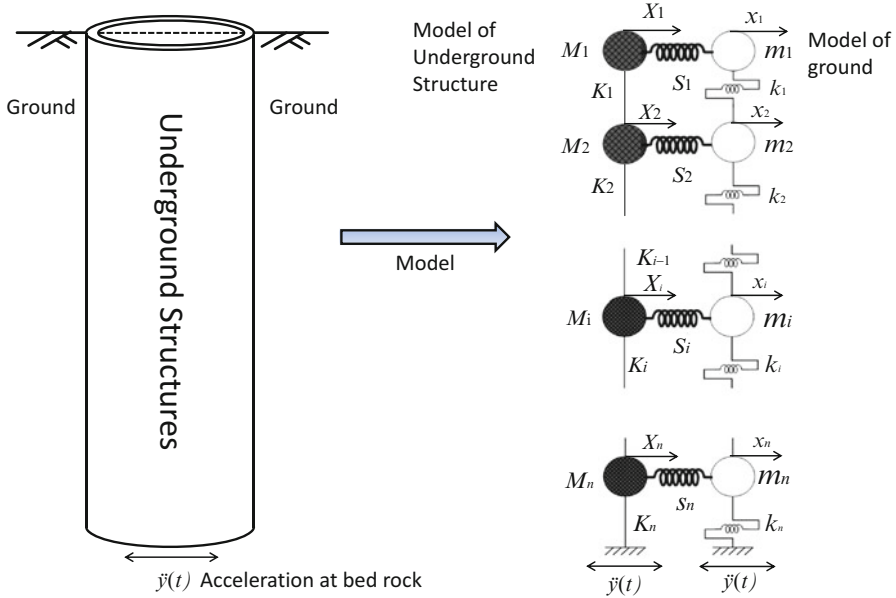 Ground
Ground
Underground Structures
ÿ(t) Acceleration at bed rock
Model
Model of
Underground
Structure
Model of
ground
X1
x1
M1
m1
S1
K1
k1
X2
x2
M2
m2
S2
K2
k2
Ki−1
Xi
xi
Mi
mi
Si
Ki
ki
Xn
xn
Mn
mn
sn
Kn
kn
ÿ(t)
ÿ(t)